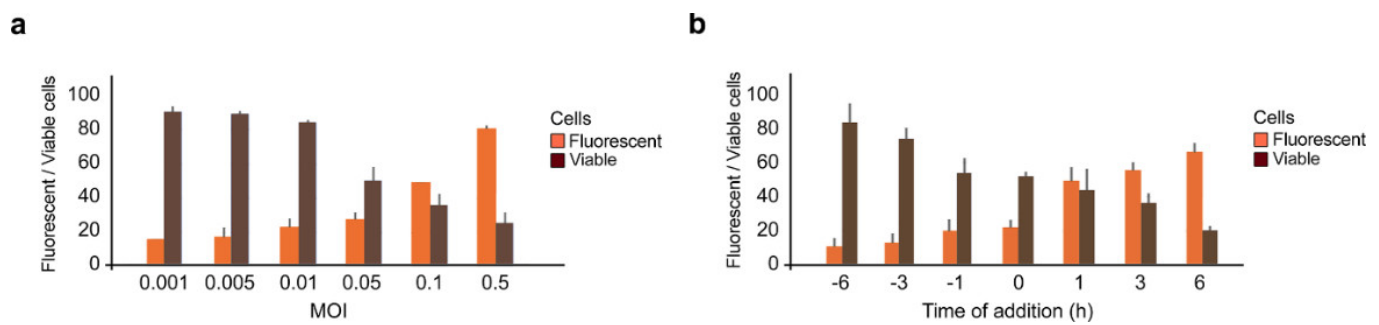 a
Fluorescent / Viable cells
100
80
60
40
20
0
0.001 0.005 0.01 0.05 0.1 0.5
MOI
Cells
Fluorescent
Viable
b
Fluorescent / Viable cells
100
80
60
40
20
0
-6 -3 -1 0 1 3 6
Time of addition (h)
Cells
Fluorescent
Viable